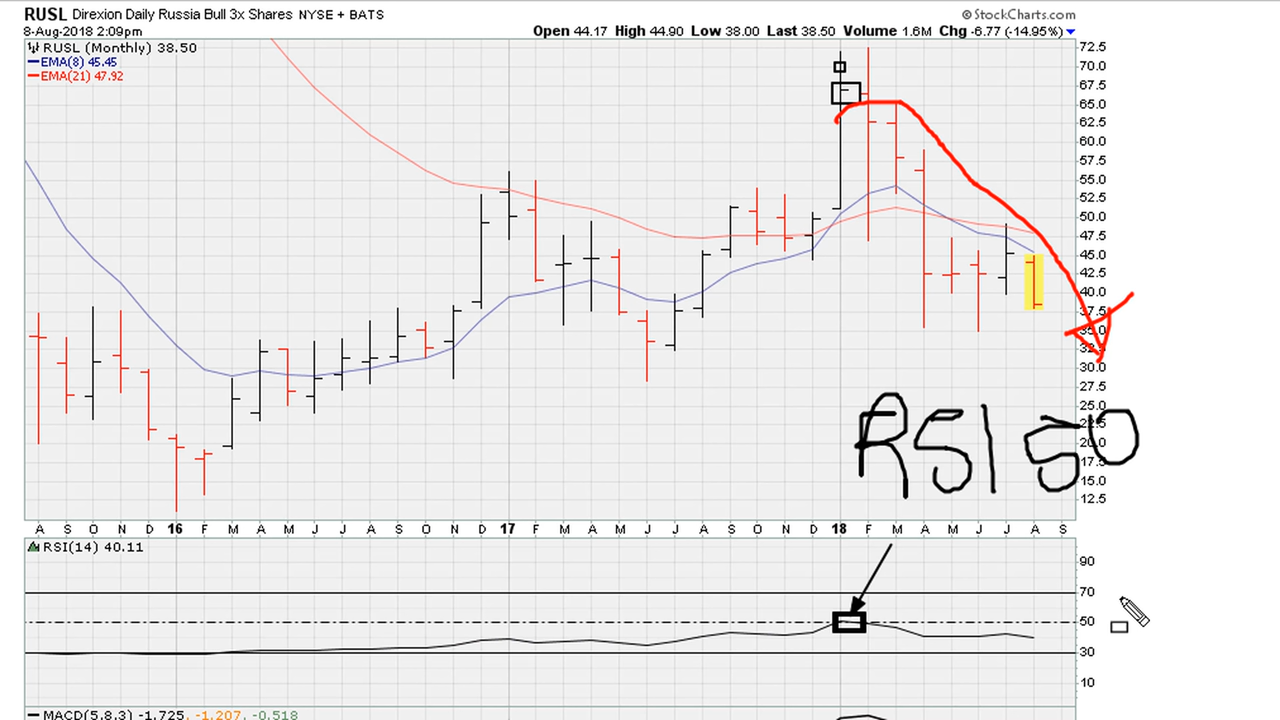 RUSL Direxion Daily Russia Bull 3x Shares NYSE + BATS
© StockCharts.com
8-Aug-2018 2:09pm
Open 44.17 High 44.90 Low 38.00 Last 38.50 Volume 1.6M Chg -6.77 (-14.95%)
RUSL (Monthly) 38.50
EMA(8) 45.45
EMA(21) 47.92
72.5
70.0
67.5
65.0
62.5
60.0
57.5
55.0
52.5
50.0
47.5
45.0
42.5
40.0
37.5
35.0
30.0
27.5
25.0
20.0
17.5
15.0
12.5
RSI 50
A S O N D 16 F M A M J J A S O N D 17 F M A M J J A S O N D 18 F M A M J J A S
RSI(14) 40.11
90
70
50
30
10
MACD(5,8,3) -1.725, -1.207, -0.518